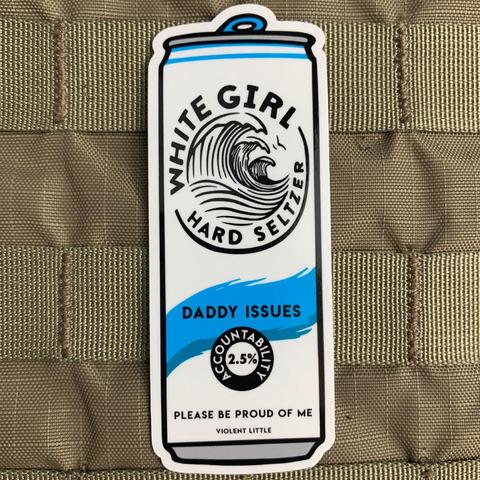 WHITE GIRL
HARD SELTZER
DADDY ISSUES
ACCOUNTABILITY
2.5%
PLEASE BE PROUD OF ME
VIOLENT LITTLE